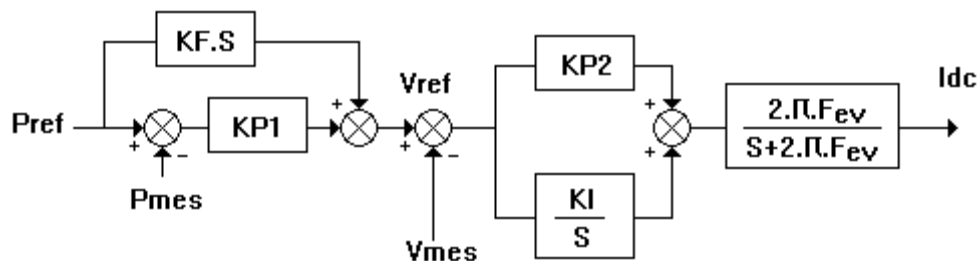 KF.S
Pref
+
-
Pmes
KP1
+
+
Vref
+
-
Vmes
KP2
KI
S
+
+
2.Π.Fev
S+2.Π.Fev
Idc